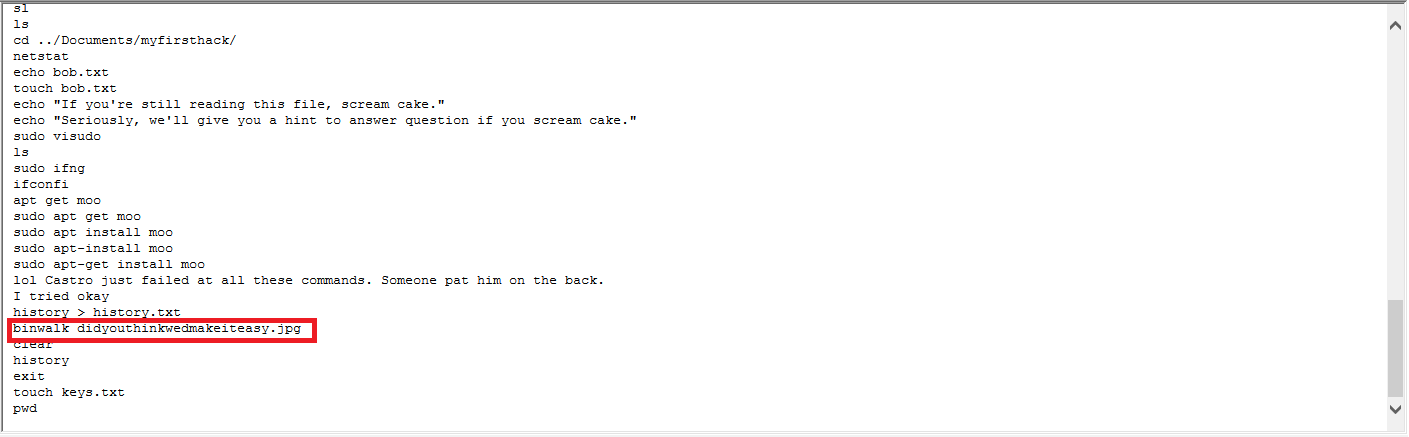 sl
ls
cd ../Documents/myfirsthack/
netstat
echo bob.txt
touch bob.txt
echo "If you're still reading this file, scream cake."
echo "Seriously, we'll give you a hint to answer question if you scream cake."
sudo visudo
ls
sudo ifng
ifconfi
apt get moo
sudo apt get moo
sudo apt install moo
sudo apt-install moo
sudo apt-get install moo
lol Castro just failed at all these commands. Someone pat him on the back.
I tried okay
history > history.txt
binwalk didyouthinkwedmakeiteasy.jpg
clear
history
exit
touch keys.txt
pwd